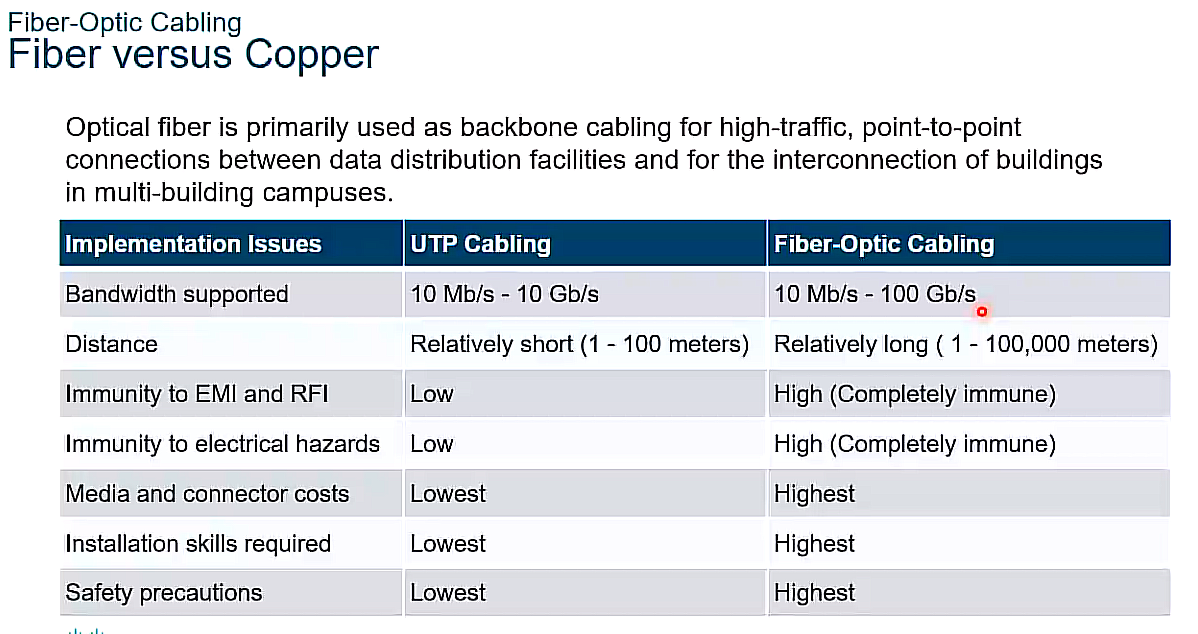 Fiber-Optic Cabling
Fiber versus Copper
Optical fiber is primarily used as backbone cabling for high-traffic, point-to-point
connections between data distribution facilities and for the interconnection of buildings
in multi-building campuses.
Implementation Issues UTP Cabling Fiber-Optic Cabling
Bandwidth supported 10 Mb/s - 10 Gb/s 10 Mb/s - 100 Gb/s
Distance Relatively short (1 - 100 meters) Relatively long ( 1 - 100,000 meters)
Immunity to EMI and RFI Low High (Completely immune)
Immunity to electrical hazards Low High (Completely immune)
Media and connector costs Lowest Highest
Installation skills required Lowest Highest
Safety precautions Lowest Highest